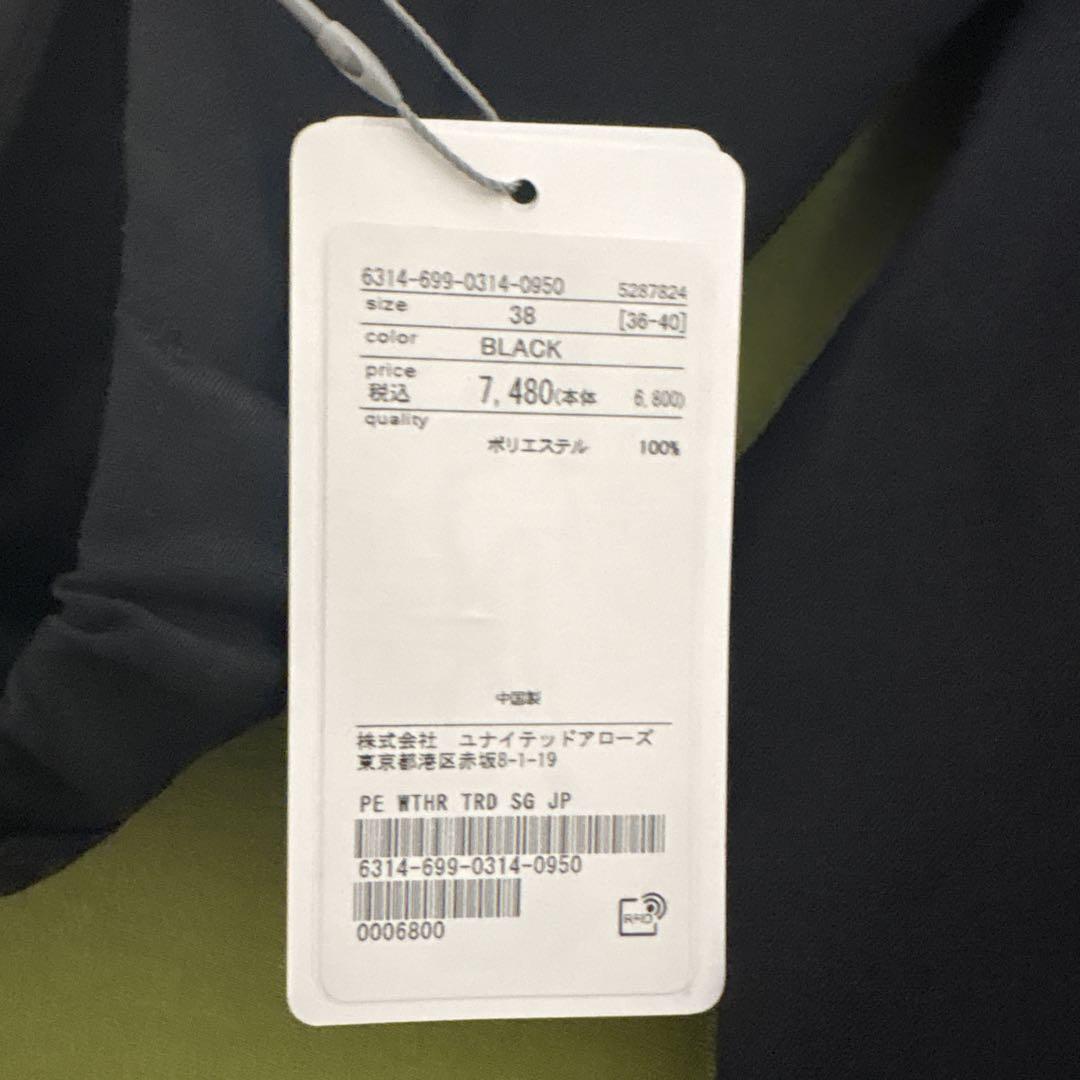 6314-699-0314-0950 5287824
size 38 [36-40]
color BLACK
price
税込 7,480(本体 6,800)
quality
ポリエステル 100%
中国製
株式会社 ユナイテッドアローズ
東京都港区赤坂8-1-19
PE WTHR TRD SG JP
6314-699-0314-0950
RFID
0006800